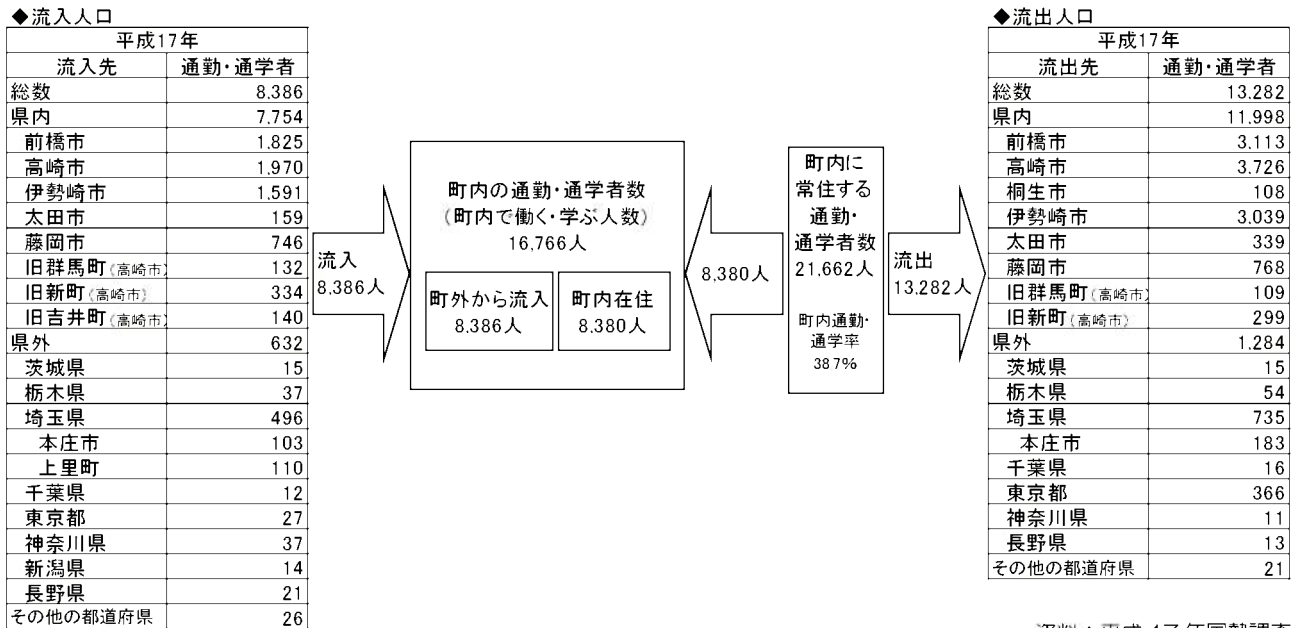 ◆流入人口
平成17年
流入先 通勤・通学者
総数 8,386
県内 7,754
前橋市 1,825
高崎市 1,970
伊勢崎市 1,591
太田市 159
藤岡市 746
旧群馬町(高崎市) 132
旧新町(高崎市) 334
旧吉井町(高崎市) 140
県外 632
茨城県 15
栃木県 37
埼玉県 496
本庄市 103
上里町 110
千葉県 12
東京都 27
神奈川県 37
新潟県 14
長野県 21
その他の都道府県 26
流入
8,386人
町内の通勤・通学者数
(町内で働く・学ぶ人数)
16,766人
町外から流入
8,386人
町内在住
8,380人
8,380人
町内に
常住する
通勤・
通学者数
21,662人
町内通勤・
通学率
38.7%
流出
13,282人
◆流出人口
平成17年
流出先 通勤・通学者
総数 13,282
県内 11,998
前橋市 3,113
高崎市 3,726
桐生市 108
伊勢崎市 3,039
太田市 339
藤岡市 768
旧群馬町(高崎市) 109
旧新町(高崎市) 299
県外 1,284
茨城県 15
栃木県 54
埼玉県 735
本庄市 183
千葉県 16
東京都 366
神奈川県 11
長野県 13
その他の都道府県 21
資料:平成17年国勢調査